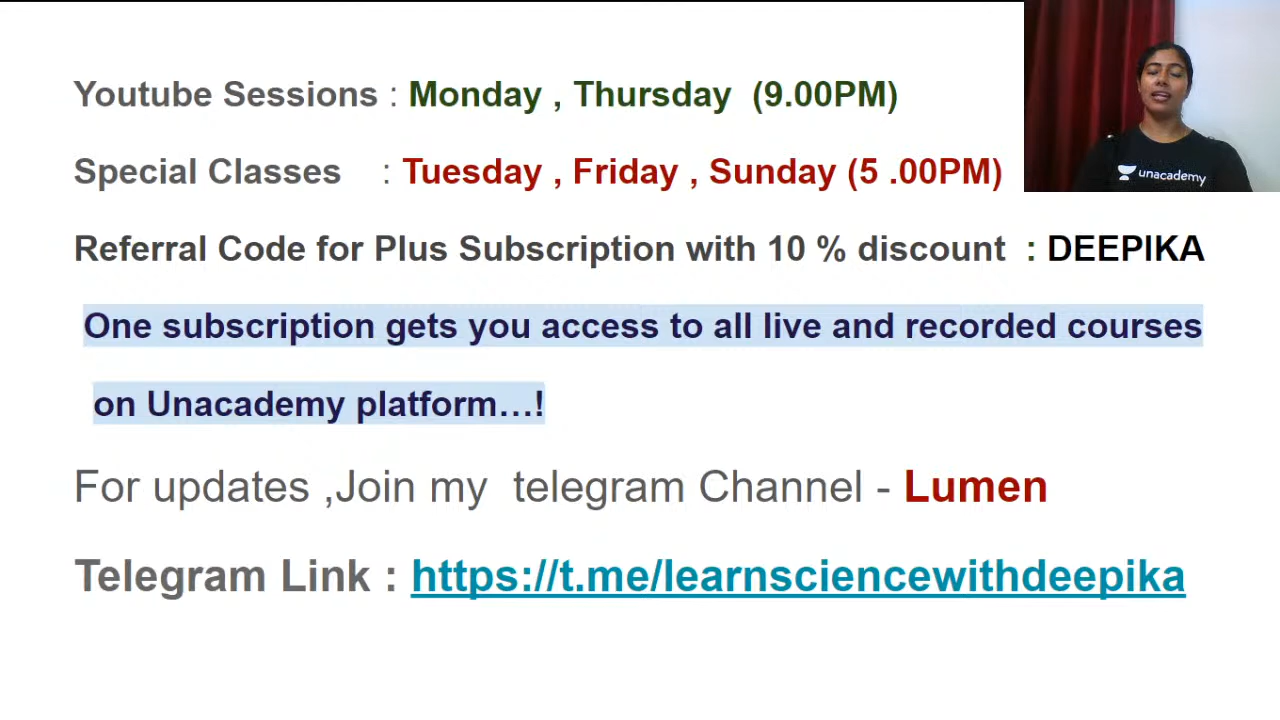 Youtube Sessions : Monday , Thursday (9.00PM)
Special Classes : Tuesday , Friday , Sunday (5 .00PM)
unacademy
Referral Code for Plus Subscription with 10 % discount : DEEPIKA
One subscription gets you access to all live and recorded courses
on Unacademy platform…!
For updates ,Join my telegram Channel - Lumen
Telegram Link : https://t.me/learnsciencewithdeepika